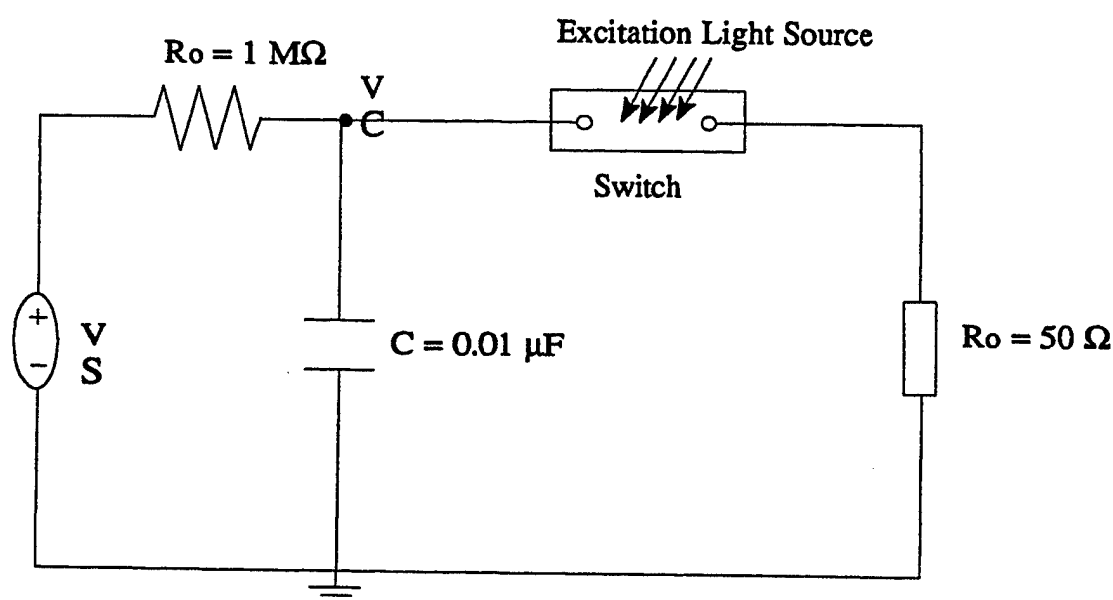 Excitation Light Source
Ro = 1 MΩ
V
C
Switch
+
−
V
S
C = 0.01 μF
Ro = 50 Ω